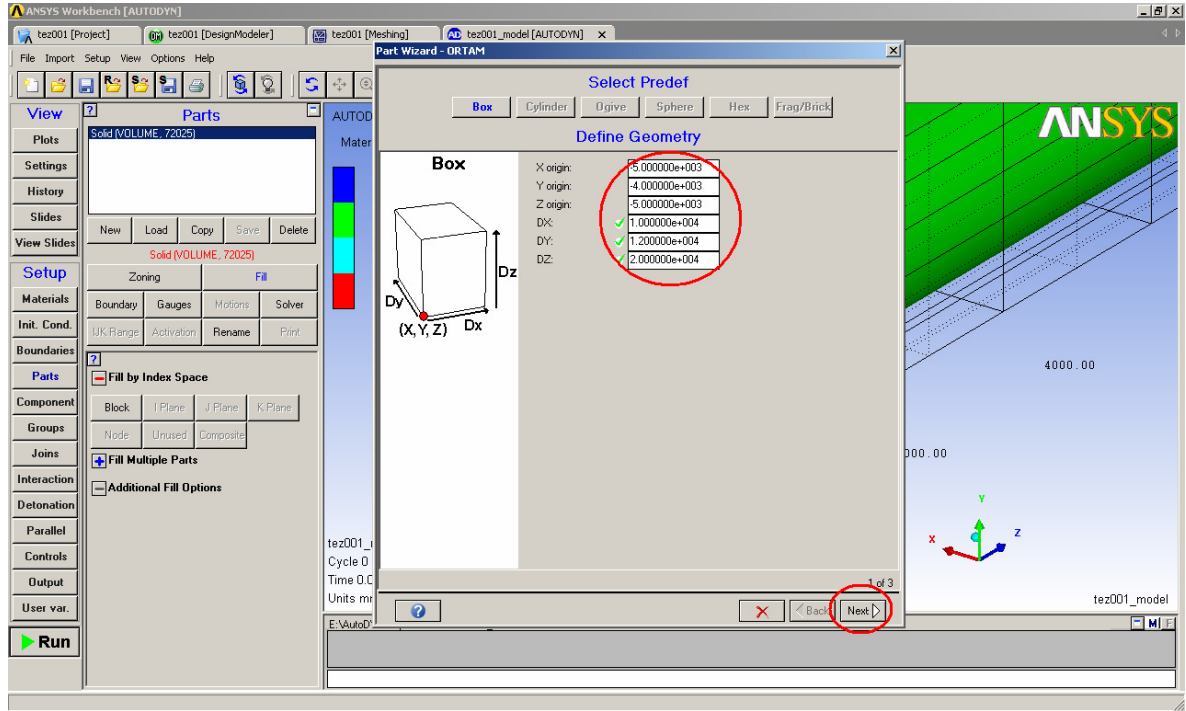 ANSYS Workbench [AUTODYN]
tez001 [Project]
DM tez001 [DesignModeler]
tez001 [Meshing]
AD tez001_model [AUTODYN]
File Import Setup View Options Help
View
Plots
Settings
History
Slides
View Slides
Setup
Materials
Init. Cond.
Boundaries
Parts
Component
Groups
Joins
Interaction
Detonation
Parallel
Controls
Output
User var.
Run
? Parts
Solid (VOLUME, 72025)
New Load Copy Save Delete
Solid (VOLUME, 72025)
Zoning Fill
Boundary Gauges Motions Solver
IJK Range Activation Rename Print
?
Fill by Index Space
Block I Plane J Plane K Plane
Node Unused Composite
Fill Multiple Parts
Additional Fill Options
AUTOD
Mater
tez001_
Cycle 0
Time 0.0
Units mr
Part Wizard - ORTAM
Select Predef
Box Cylinder Ogive Sphere Hex Frag/Brick
Define Geometry
Box
Dz
Dy
Dx
(X, Y, Z)
X origin: -5.000000e+003
Y origin: -4.000000e+003
Z origin: -5.000000e+003
DX: 1.000000e+004
DY: 1.200000e+004
DZ: 2.000000e+004
1 of 3
? Back Next
ANSYS
4000.00
000.00
Y
X
Z
tez001_model
E:\AutoD
M F